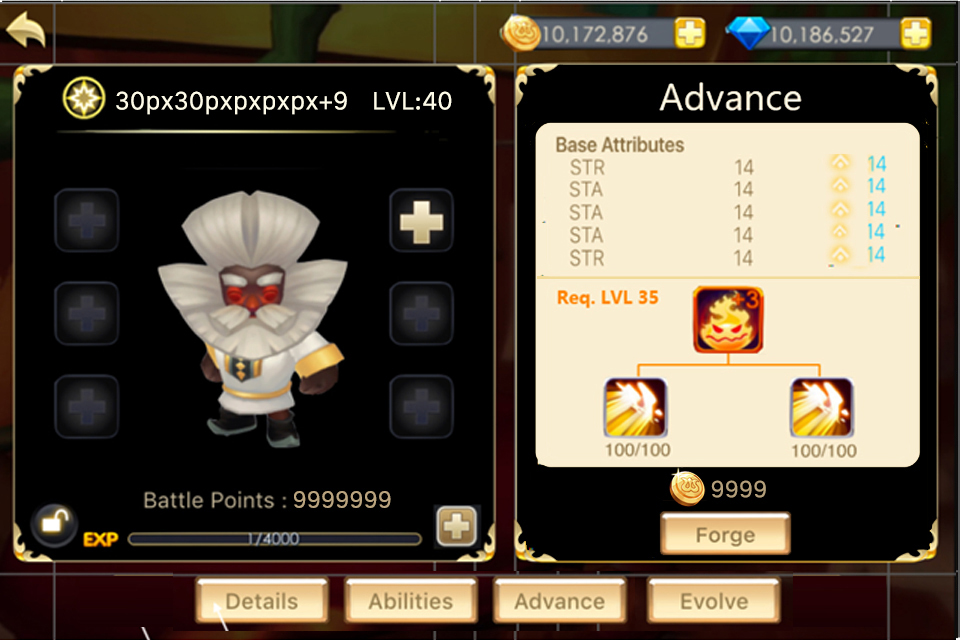 10,172,876
10,186,527
30px30pxpxpxpx+9 LVL:40
Battle Points : 9999999
EXP 1/4000
Advance
Base Attributes
STR 14 14
STA 14 14
STA 14 14
STA 14 14
STR 14 14
Req. LVL 35
+3
100/100 100/100
9999
Forge
Details Abilities Advance Evolve